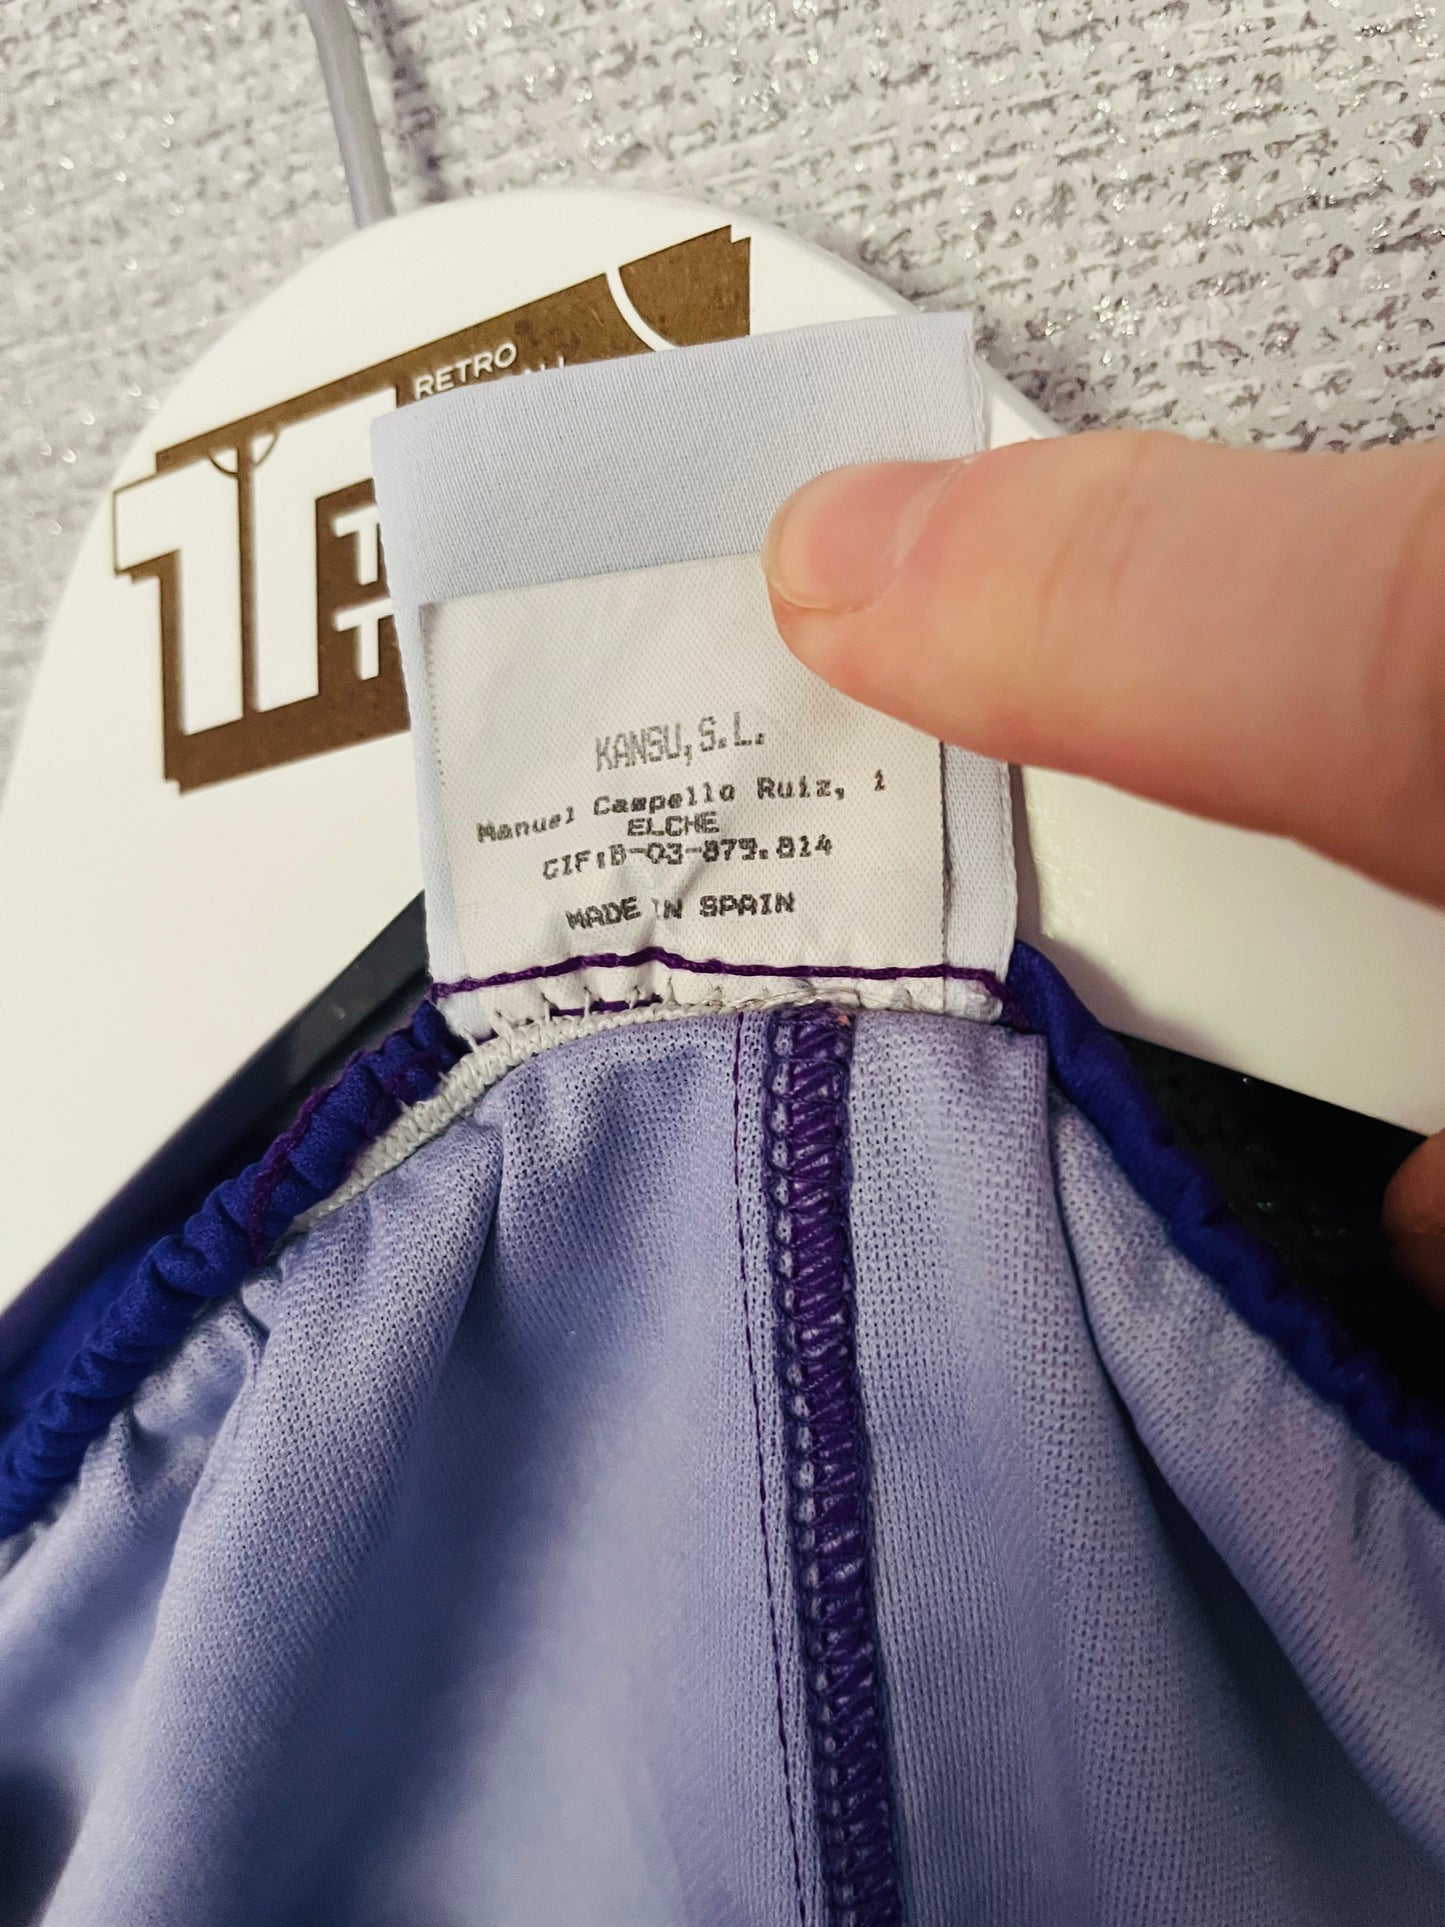 RETRO
KANSU, S.L.
Manuel Campello Ruiz, 1
ELCHE
CIF:B-03-879.814
MADE IN SPAIN